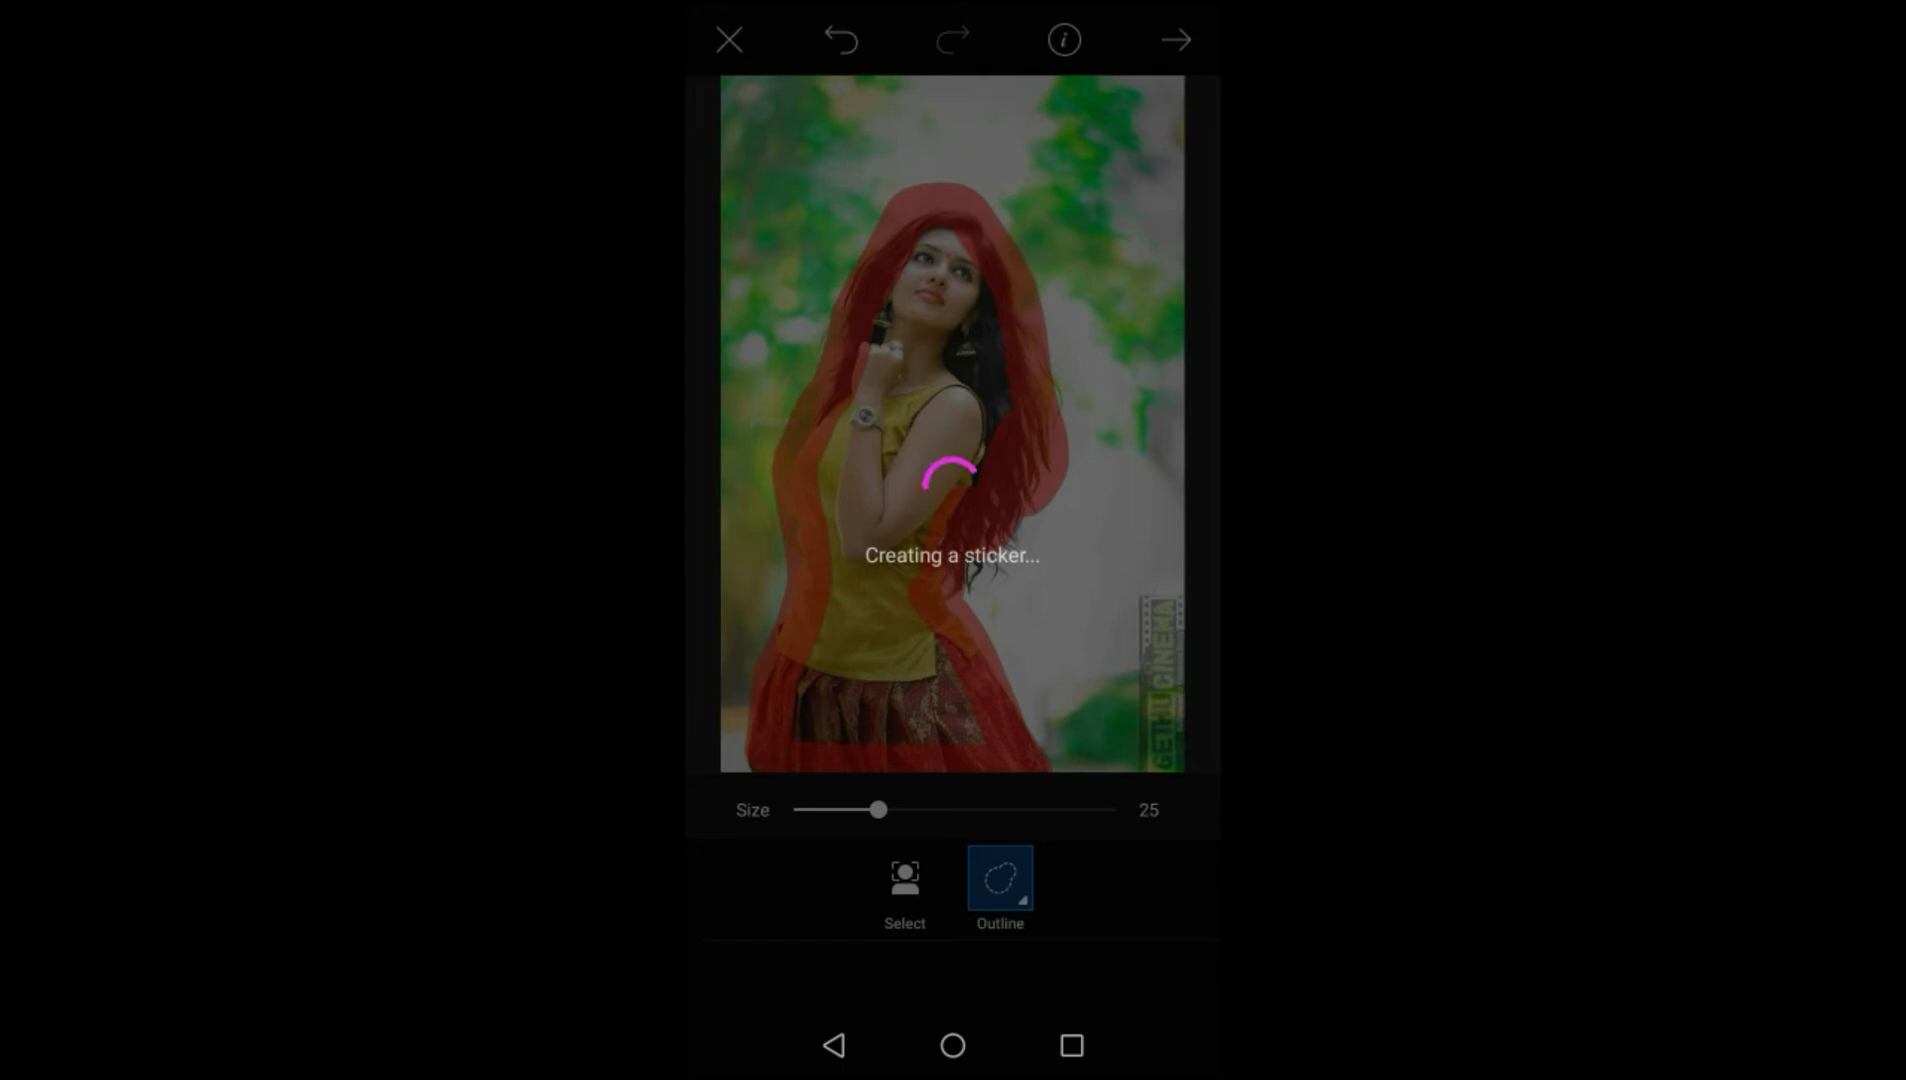 Creating a sticker...
GETHU CINEMA
Size
25
Select
Outline